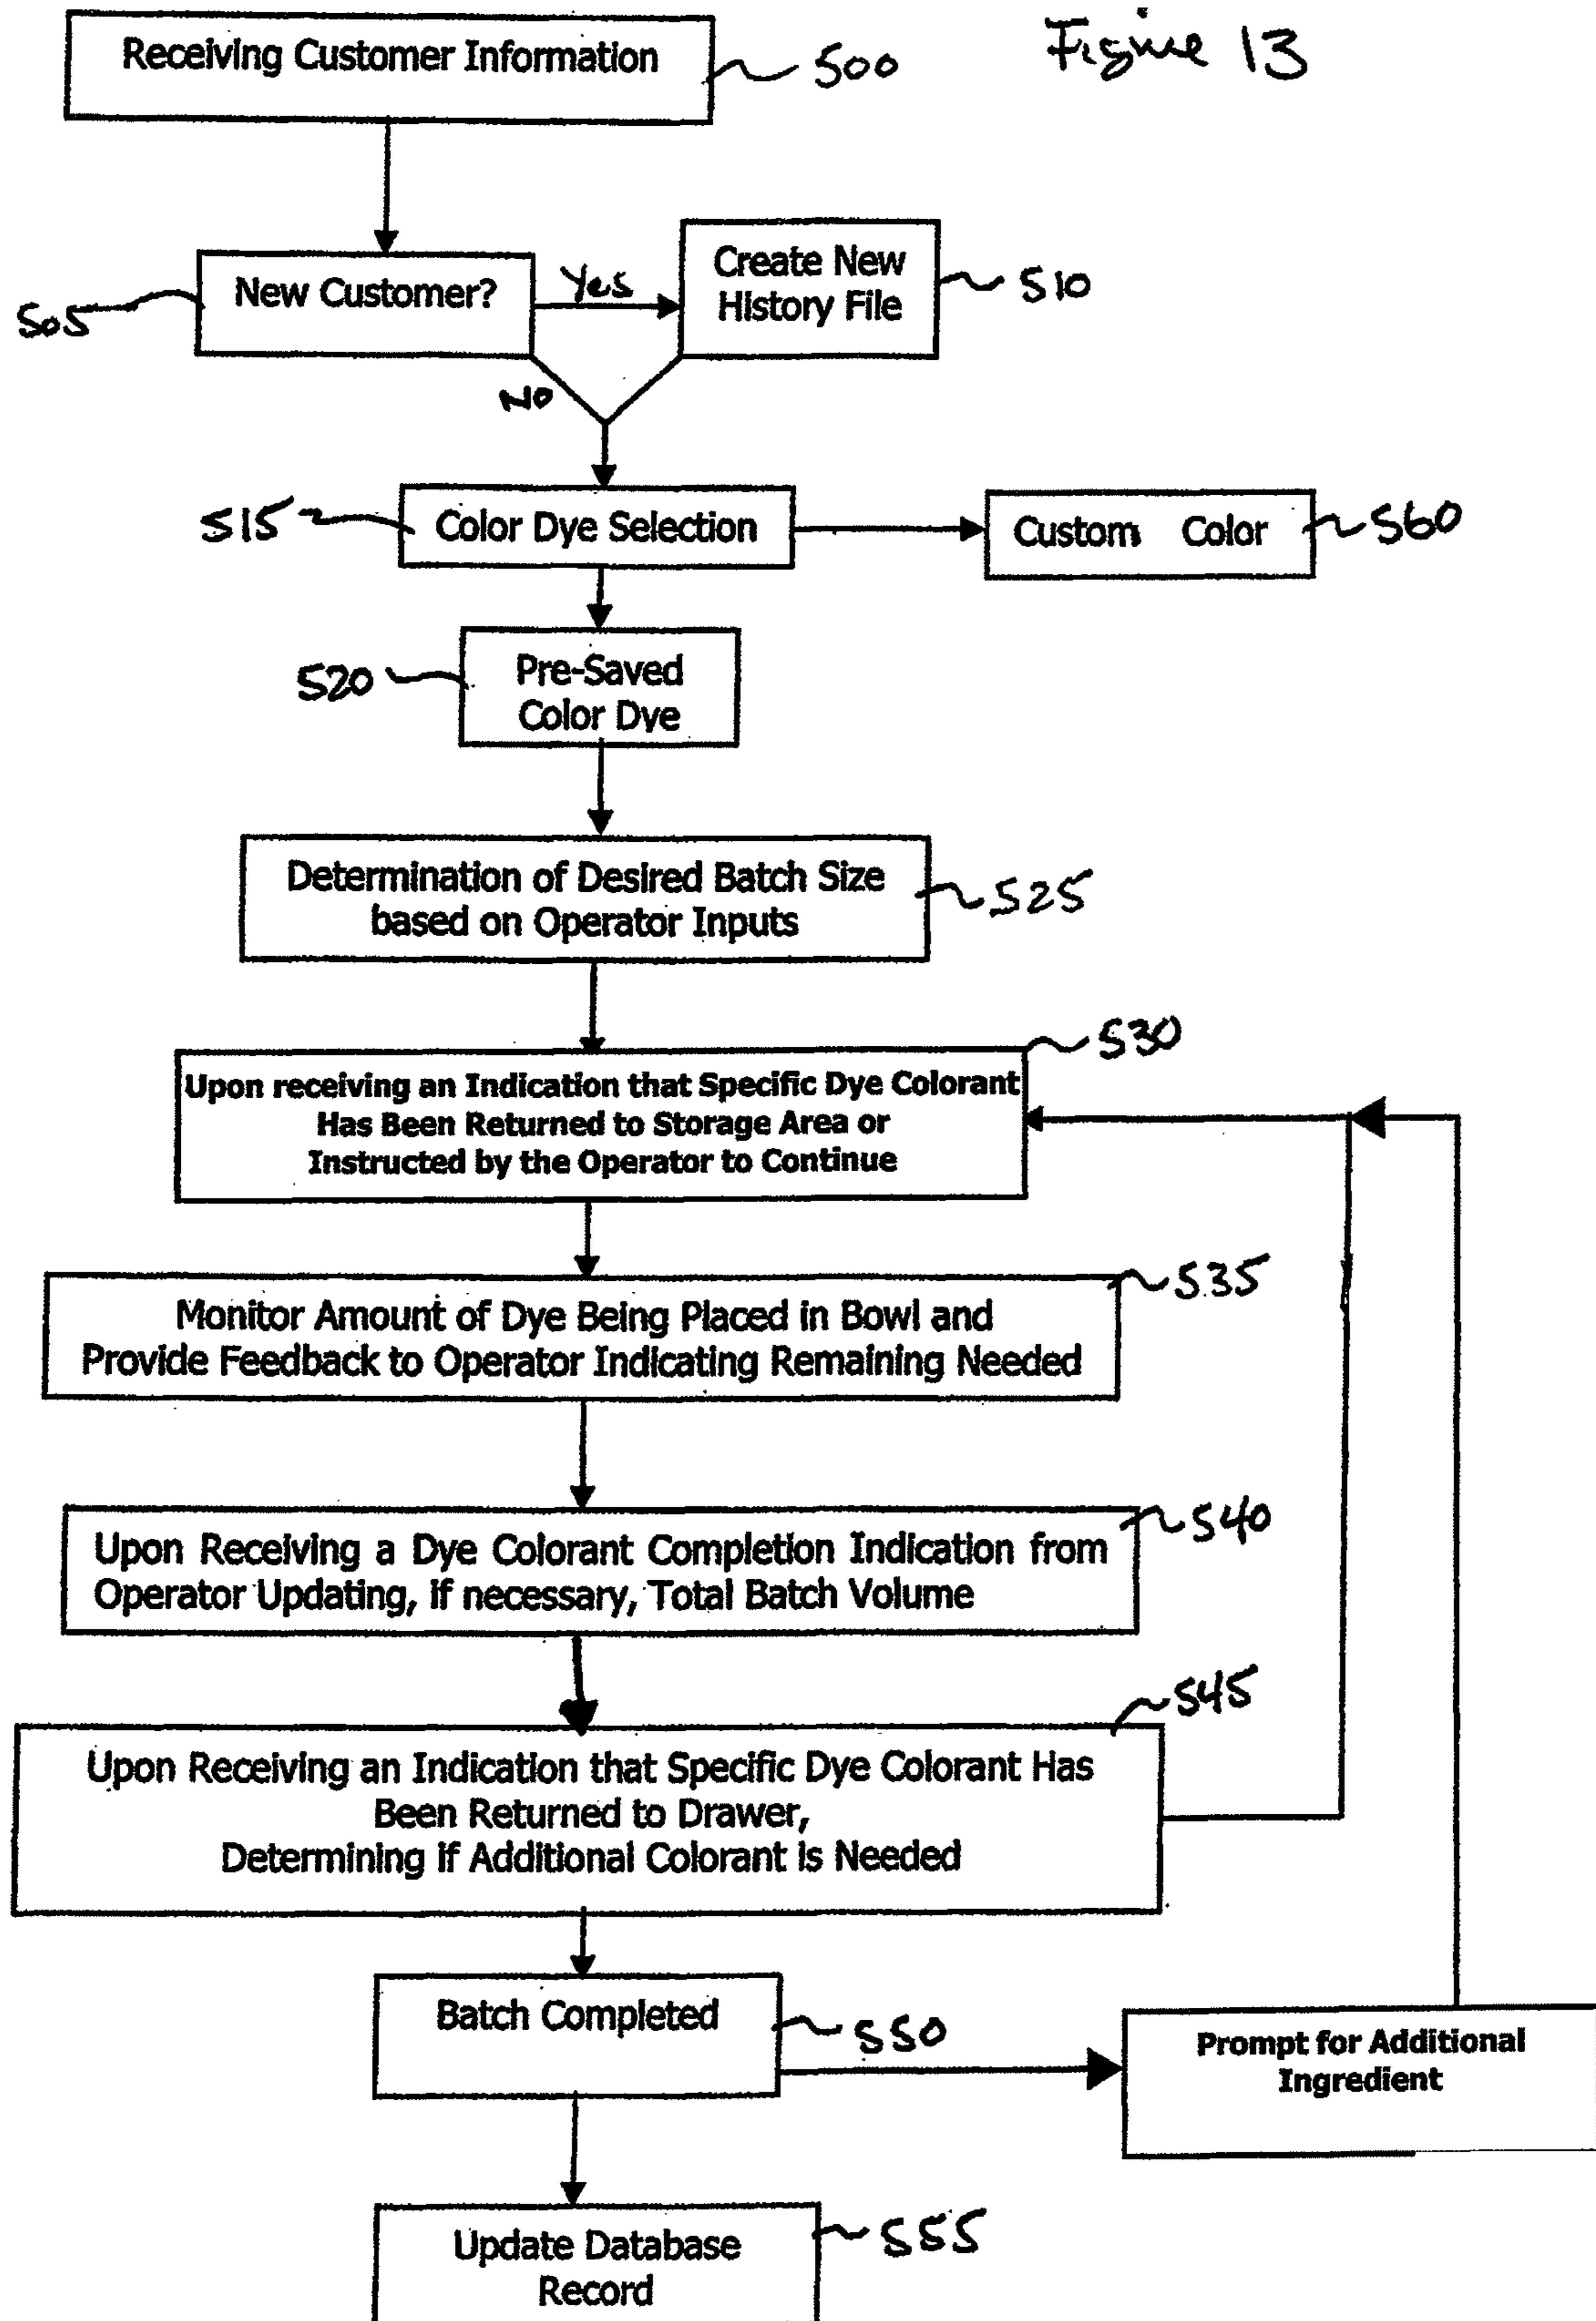 Figure 13
Receiving Customer Information
500
New Customer?
505
Yes
Create New
History File
510
No
515
Color Dye Selection
Custom Color
560
520
Pre-Saved
Color Dye
Determination of Desired Batch Size
based on Operator Inputs
525
530
Upon receiving an Indication that Specific Dye Colorant
Has Been Returned to Storage Area or
Instructed by the Operator to Continue
535
Monitor Amount of Dye Being Placed in Bowl and
Provide Feedback to Operator Indicating Remaining Needed
540
Upon Receiving a Dye Colorant Completion Indication from
Operator Updating, if necessary, Total Batch Volume
545
Upon Receiving an Indication that Specific Dye Colorant Has
Been Returned to Drawer,
Determining if Additional Colorant is Needed
Batch Completed
550
Prompt for Additional
Ingredient
Update Database
Record
555